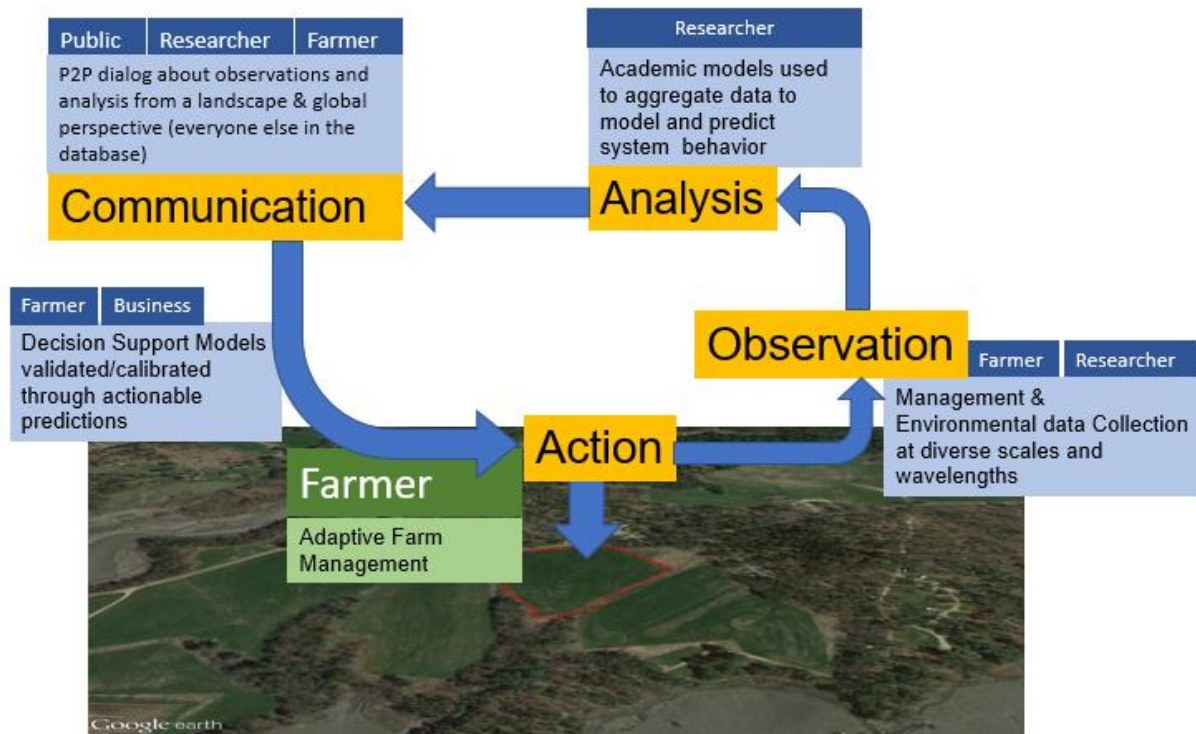 Public Researcher Farmer
P2P dialog about observations and
analysis from a landscape & global
perspective (everyone else in the
database)
Communication
Researcher
Academic models used
to aggregate data to
model and predict
system behavior
Analysis
Farmer Business
Decision Support Models
validated/calibrated
through actionable
predictions
Observation
Farmer Researcher
Management &
Environmental data Collection
at diverse scales and
wavelengths
Action
Farmer
Adaptive Farm
Management
Google earth